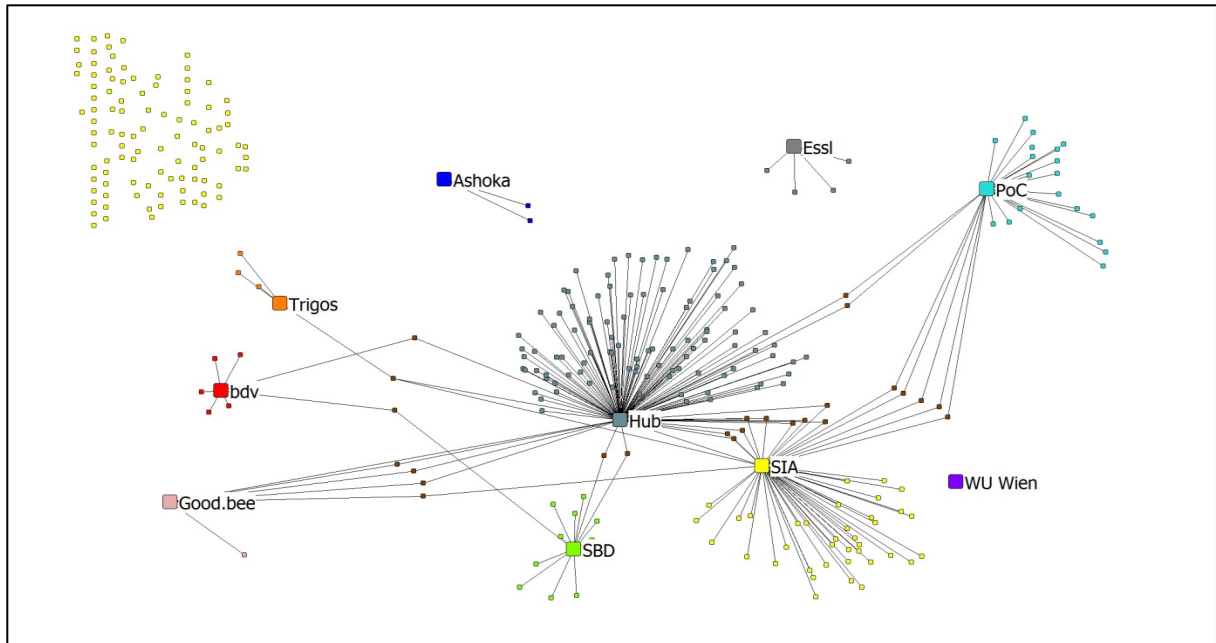 Essl
Ashoka
PoC
Trigos
bdv
Hub
SIA
WU Wien
Good.bee
SBD